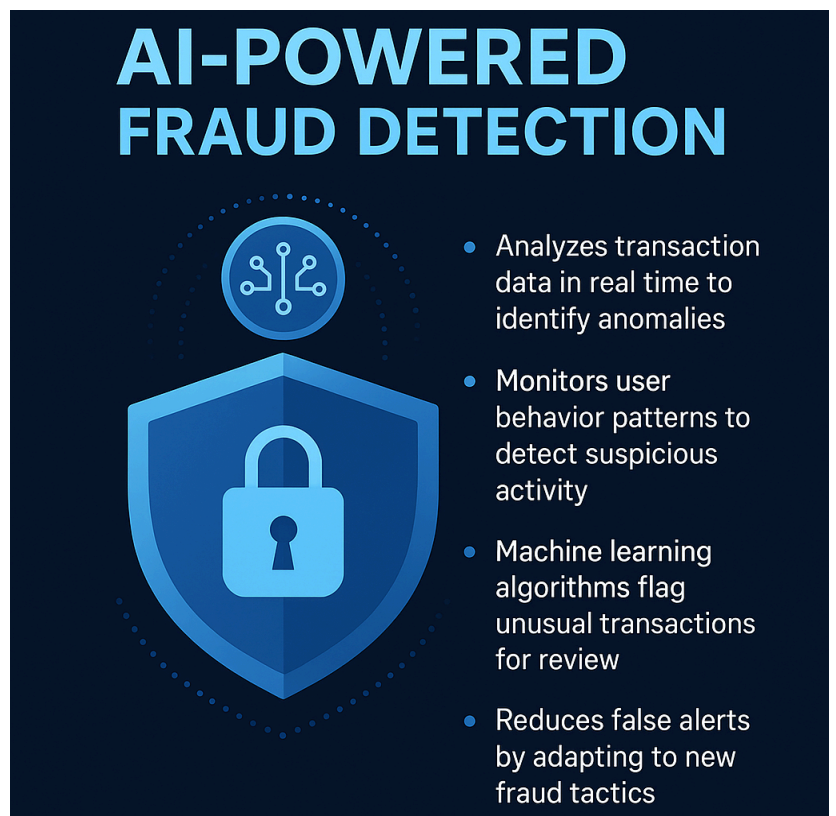 AI-POWERED
FRAUD DETECTION
Analyzes transaction
data in real time to
identify anomalies
Monitors user
behavior patterns to
detect suspicious
activity
Machine learning
algorithms flag
unusual transactions
for review
Reduces false alerts
by adapting to new
fraud tactics